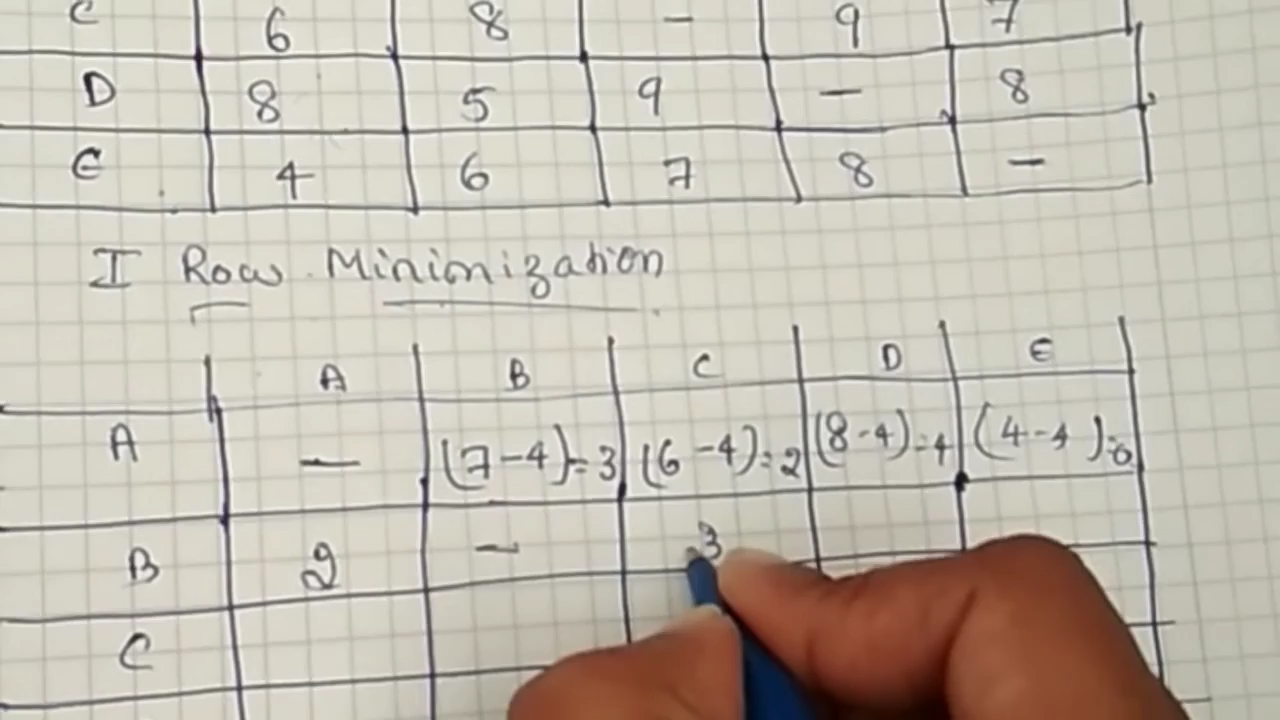 C 6 8 - 9 7
D 8 5 9 - 8
E 4 6 7 8 -
I Row Minimization
A B C D E
A - (7-4)=3 (6-4)=2 (8-4)=4 (4-4)=0
B 2 - 3
C